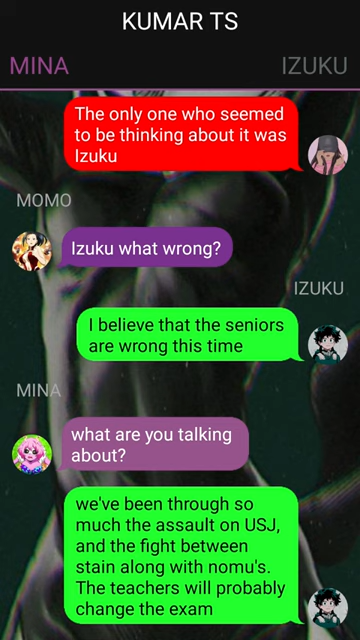 KUMAR TS
MINA
IZUKU
The only one who seemed
to be thinking about it was
Izuku
MOMO
Izuku what wrong?
IZUKU
I believe that the seniors
are wrong this time
MINA
what are you talking
about?
we've been through so
much the assault on USJ,
and the fight between
stain along with nomu's.
The teachers will probably
change the exam